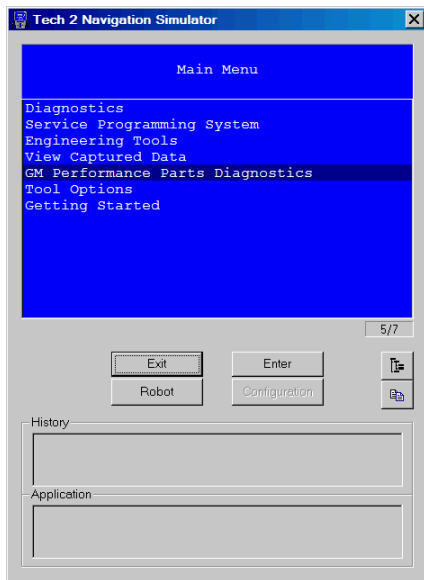 Tech 2 Navigation Simulator
Main Menu
Diagnostics
Service Programming System
Engineering Tools
View Captured Data
GM Performance Parts Diagnostics
Tool Options
Getting Started
5/7
Exit
Enter
Robot
Configuration
History
Application